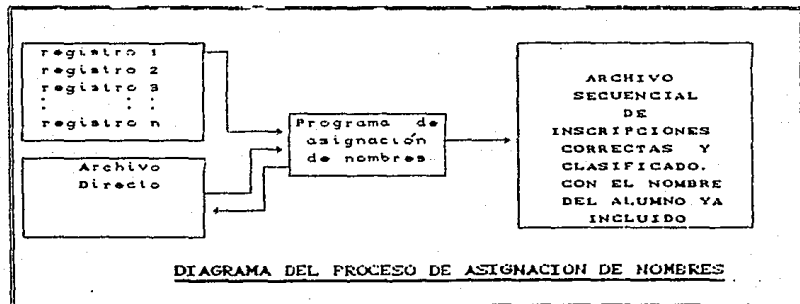 registro 1
registro 2
registro 3
:     : :
registro n
Archivo
Directo
Programa de
asignación
de nombres
ARCHIVO
SECUENCIAL
DE
INSCRIPCIONES
CORRECTAS Y
CLASIFICADO.
CON EL NOMBRE
DEL ALUMNO YA
INCLUIDO
DIAGRAMA DEL PROCESO DE ASIGNACION DE NOMBRES